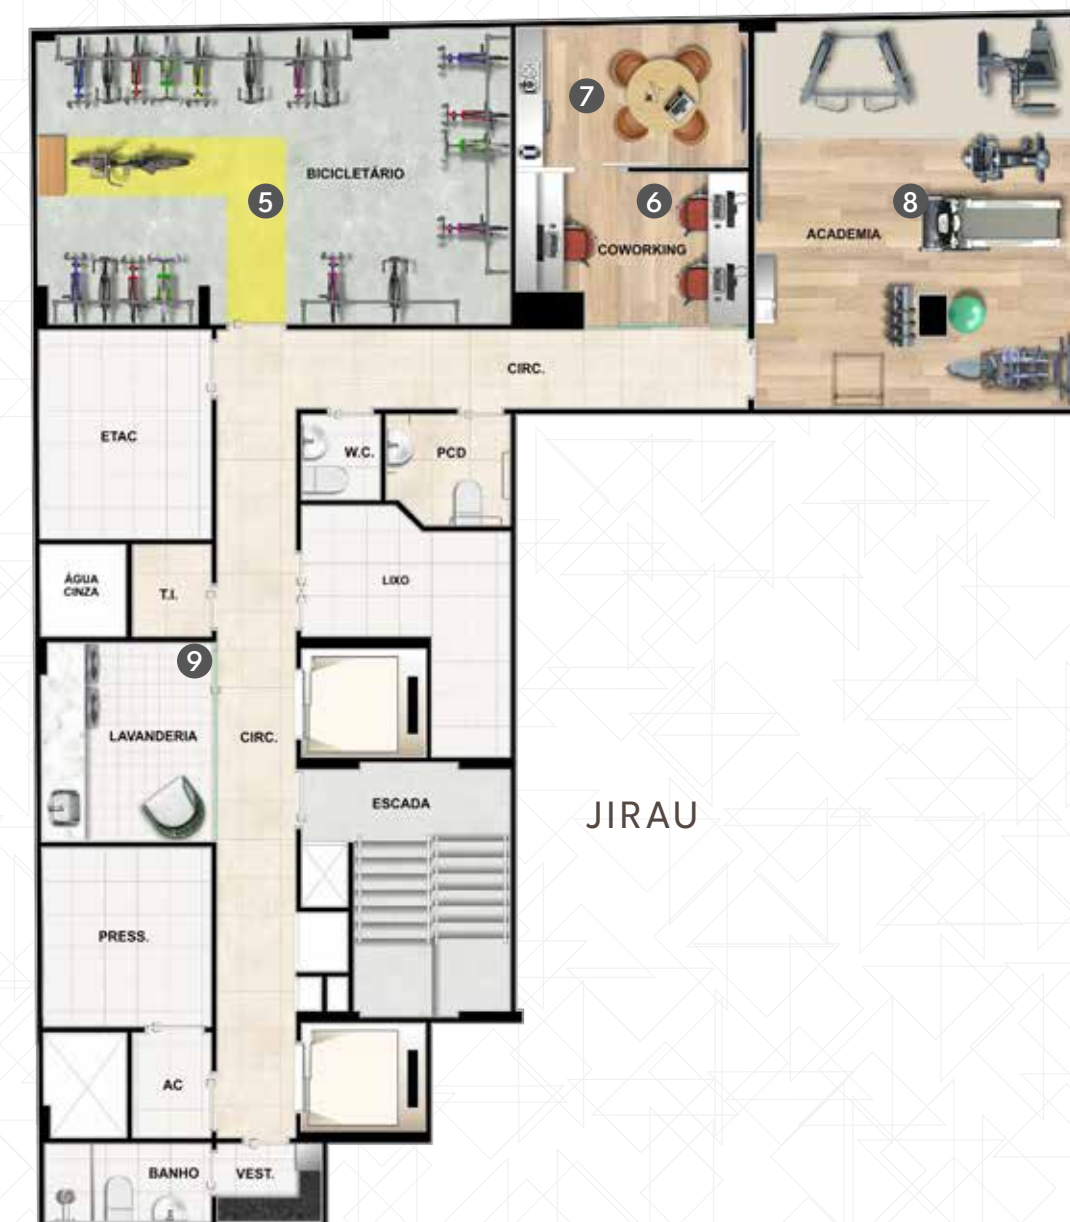 7
BICICLETÁRIO
5
6
8
COWORKING
ACADEMIA
CIRC.
ETAC
W.C.
PCD
ÁGUA
CINZA
T.I.
LIXO
9
LAVANDERIA
CIRC.
ESCADA
JIRAU
PRESS.
AC
BANHO
VEST.